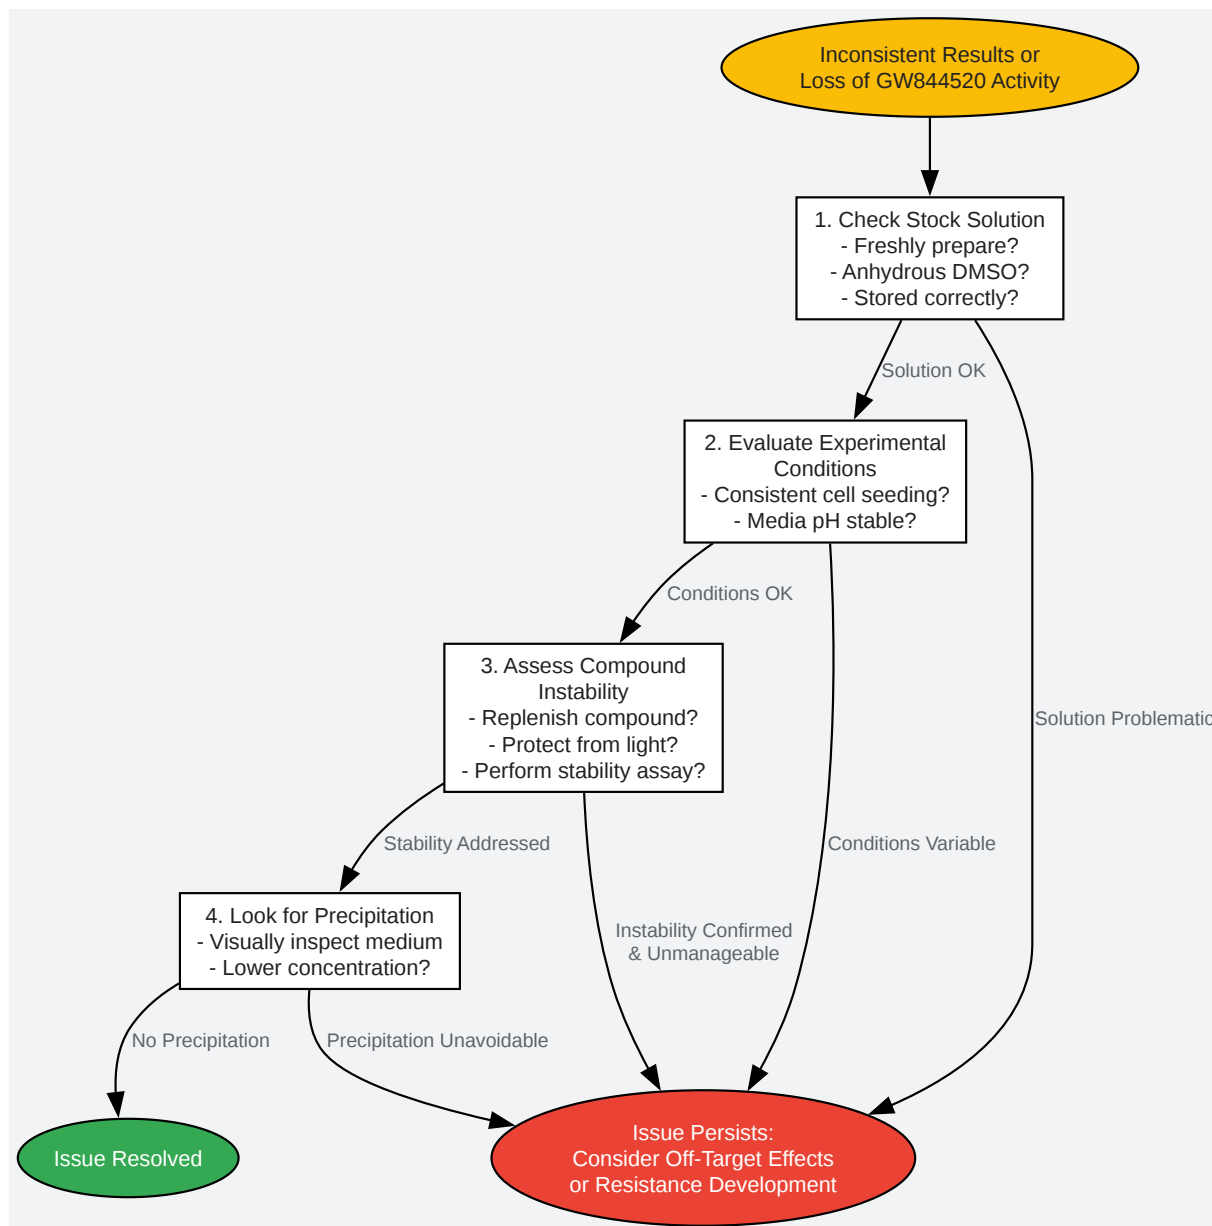 Inconsistent Results or
Loss of GW844520 Activity
1. Check Stock Solution
- Freshly prepare?
- Anhydrous DMSO?
- Stored correctly?
Solution OK
2. Evaluate Experimental
Conditions
- Consistent cell seeding?
- Media pH stable?
Conditions OK
3. Assess Compound
Instability
- Replenish compound?
- Protect from light?
- Perform stability assay?
Solution Problematic
Stability Addressed
Conditions Variable
4. Look for Precipitation
- Visually inspect medium
- Lower concentration?
Instability Confirmed
& Unmanageable
No Precipitation
Precipitation Unavoidable
Issue Resolved
Issue Persists:
Consider Off-Target Effects
or Resistance Development